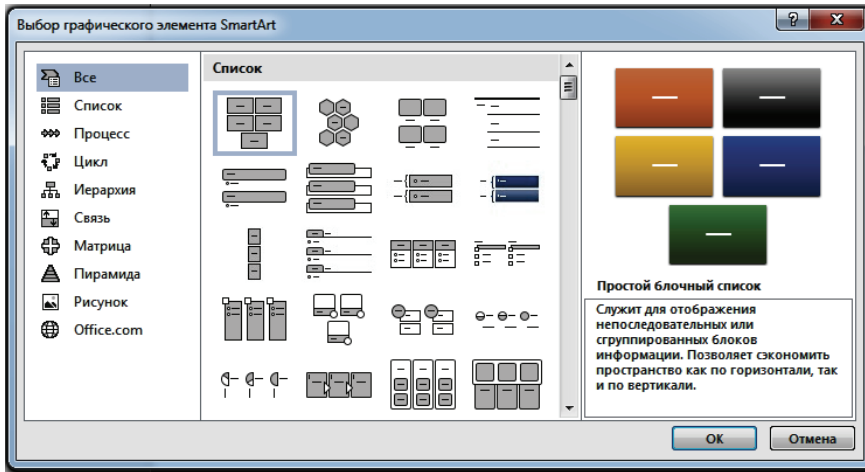 Выбор графического элемента SmartArt
Все
Список
Процесс
Цикл
Иерархия
Связь
Матрица
Пирамида
Рисунок
Office.com
Список
Простой блочный список
Служит для отображения
непоследовательных или
сгруппированных блоков
информации. Позволяет сэкономить
пространство как по горизонтали, так
и по вертикали.
ОК
Отмена